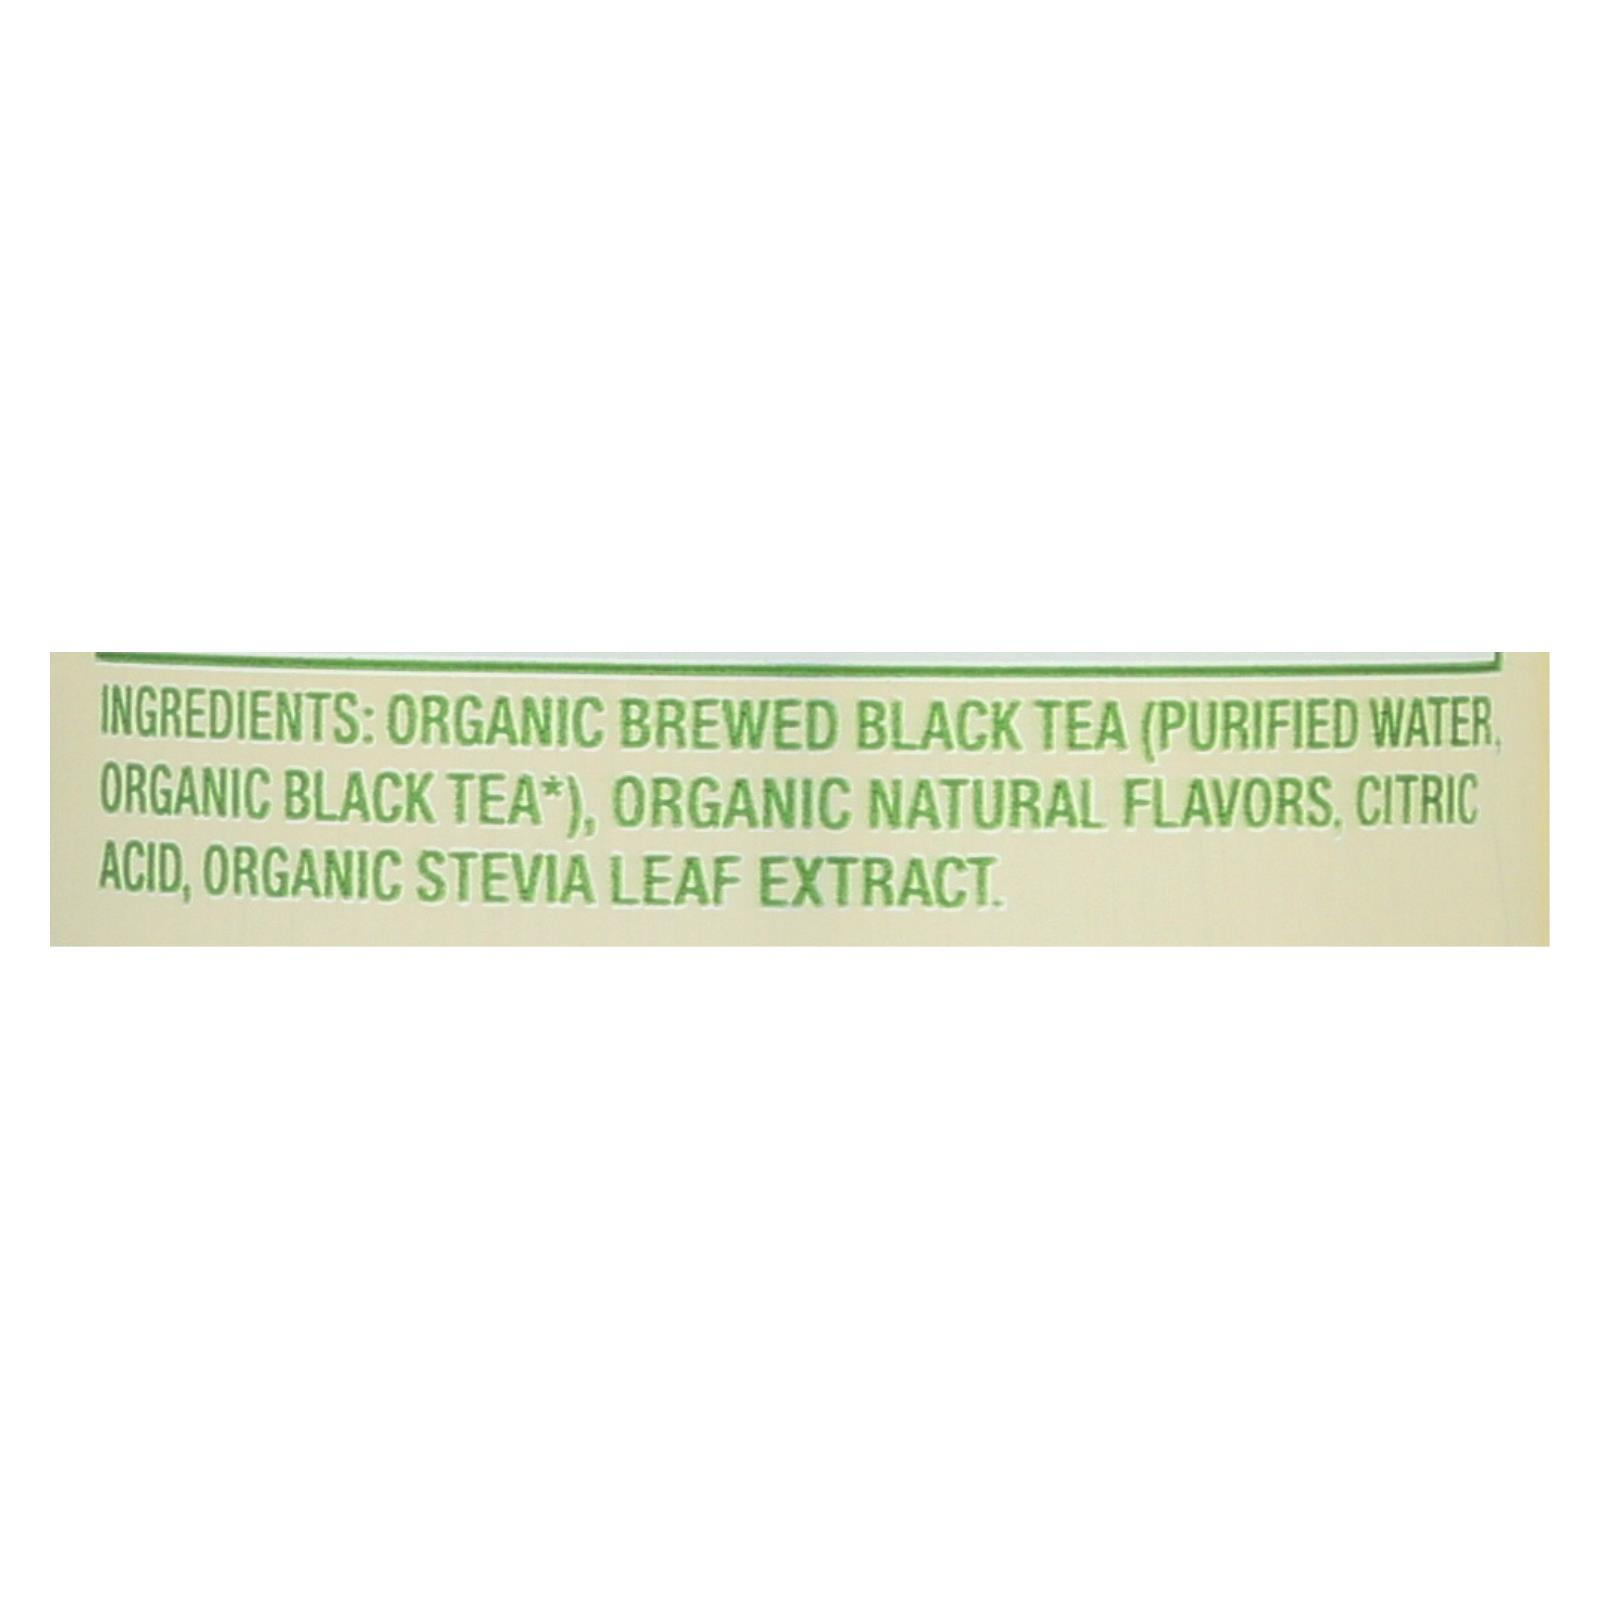 INGREDIENTS: ORGANIC BREWED BLACK TEA (PURIFIED WATER,
ORGANIC BLACK TEA*), ORGANIC NATURAL FLAVORS, CITRIC
ACID, ORGANIC STEVIA LEAF EXTRACT.